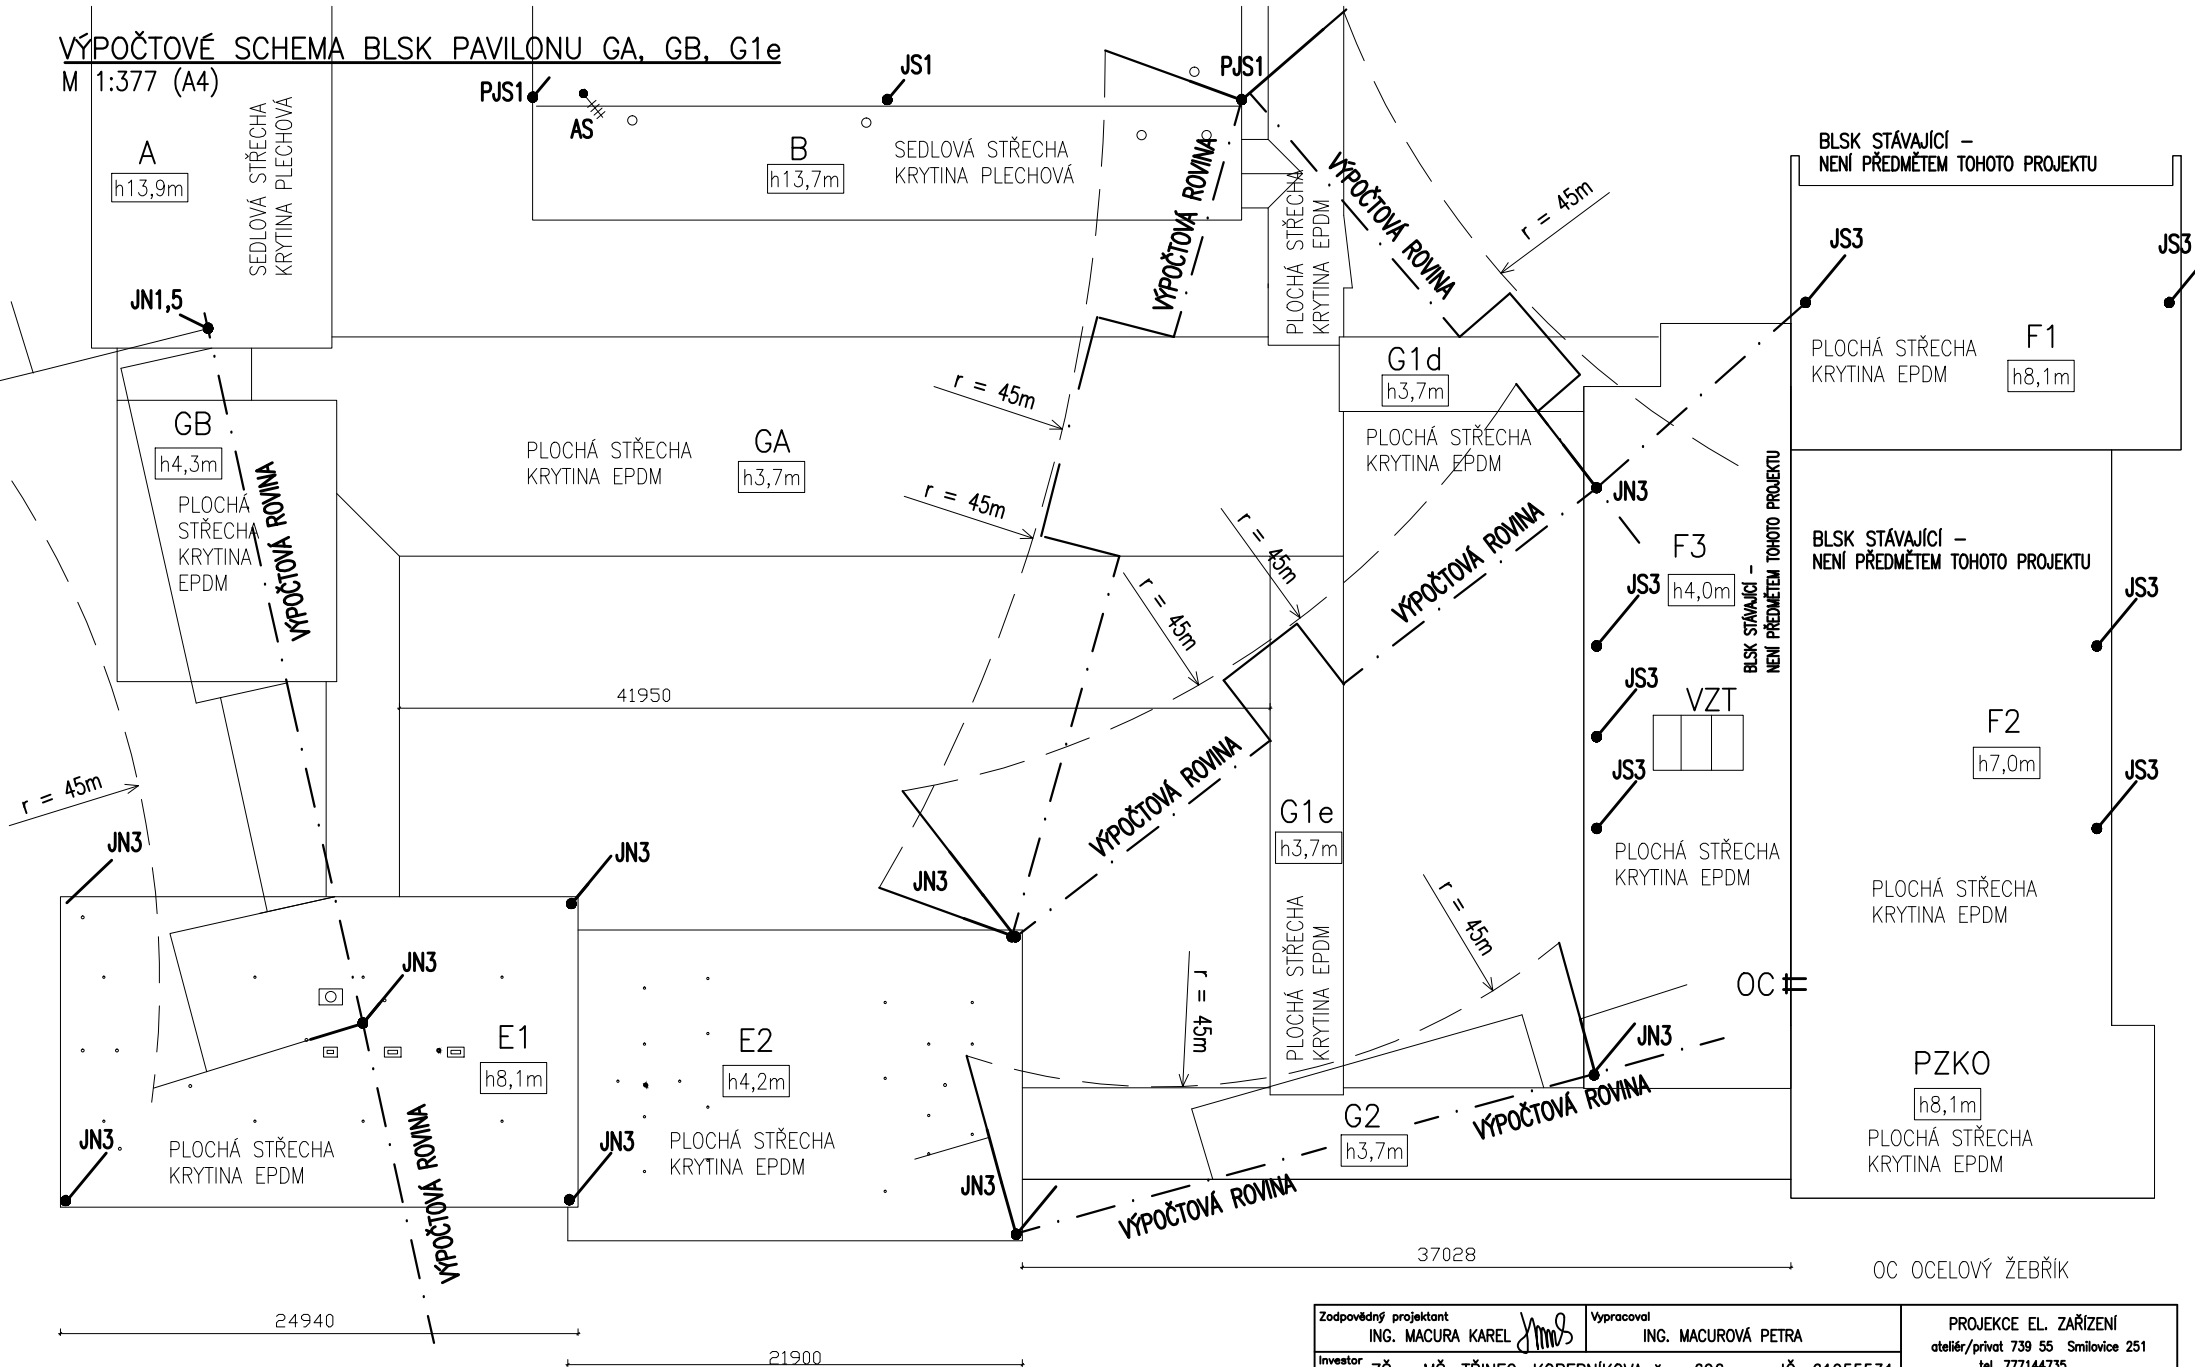 VÝPOČTOVÉ SCHEMA BLSK PAVILONU GA, GB, G1e
M 1:377 (A4)
A
h13,9m
SEDLOVÁ STŘECHA
KRYTINA PLECHOVÁ
JN1,5
PJS1
AS
JS1
PJS1
B
h13,7m
SEDLOVÁ STŘECHA
KRYTINA PLECHOVÁ
VÝPOČTOVÁ ROVINA
VÝPOČTOVÁ ROVINA
PLOCHÁ STŘECHA
KRYTINA EPDM
r = 45m
BLSK STÁVAJÍCÍ –
NENÍ PŘEDMĚTEM TOHOTO PROJEKTU
JS3
JS3
PLOCHÁ STŘECHA
KRYTINA EPDM
F1
h8,1m
G1d
h3,7m
PLOCHÁ STŘECHA
KRYTINA EPDM
GB
h4,3m
PLOCHÁ
STŘECHA
KRYTINA
EPDM
VÝPOČTOVÁ ROVINA
PLOCHÁ STŘECHA
KRYTINA EPDM
GA
h3,7m
r = 45m
r = 45m
r = 45m
r = 45m
VÝPOČTOVÁ ROVINA
JN3
F3
h4,0m
BLSK STÁVAJÍCÍ –
NENÍ PŘEDMĚTEM TOHOTO PROJEKTU
BLSK STÁVAJÍCÍ –
NENÍ PŘEDMĚTEM TOHOTO PROJEKTU
JS3
JS3
JS3
JS3
JS3
VZT
F2
h7,0m
41950
r = 45m
VÝPOČTOVÁ ROVINA
G1e
h3,7m
PLOCHÁ STŘECHA
KRYTINA EPDM
PLOCHÁ STŘECHA
KRYTINA EPDM
PLOCHÁ STŘECHA
KRYTINA EPDM
JN3
JN3
JN3
JN3
E1
h8,1m
PLOCHÁ STŘECHA
KRYTINA EPDM
JN3
JN3
VÝPOČTOVÁ ROVINA
E2
h4,2m
PLOCHÁ STŘECHA
KRYTINA EPDM
JN3
r = 45m
r = 45m
OC
JN3
G2
h3,7m
VÝPOČTOVÁ ROVINA
VÝPOČTOVÁ ROVINA
PZKO
h8,1m
PLOCHÁ STŘECHA
KRYTINA EPDM
37028
OC OCELOVÝ ŽEBŘÍK
24940
21900
Zodpovědný projektant
ING. MACURA KAREL
Vypracoval
ING. MACUROVÁ PETRA
PROJEKCE EL. ZAŘÍZENÍ
ateliér/privat 739 55 Smilovice 251
tel. 777144735
Investor